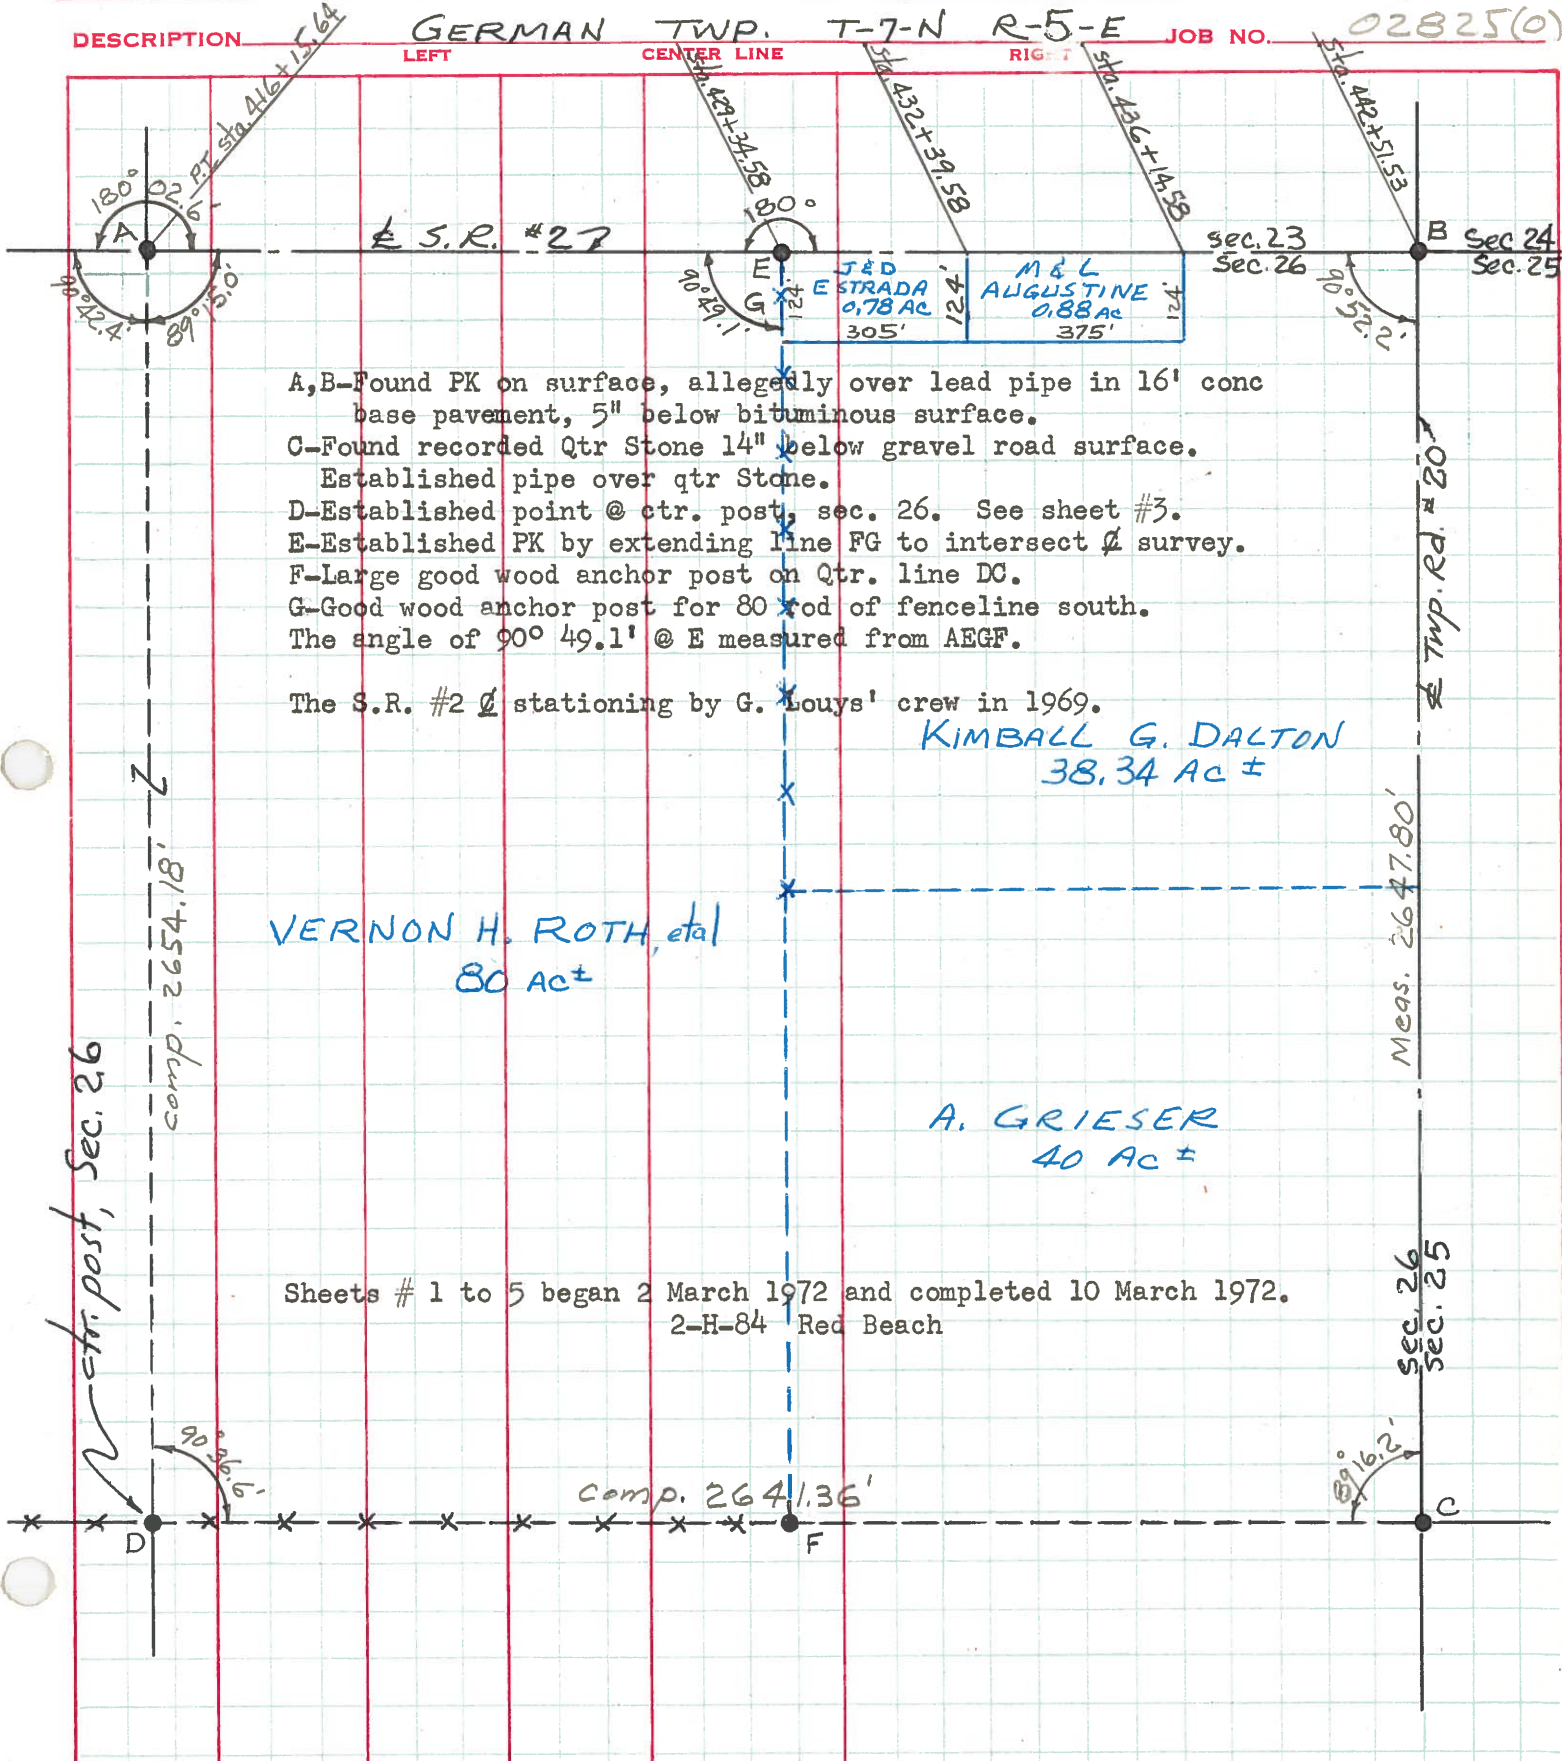 DESCRIPTION GERMAN TWP. T-7-N R-5-E JOB NO. 02825(0)
LEFT CENTER LINE RIG T
P.I. sta. 416+15.64
sta. 429+34.58
sta. 432+39.58
sta. 436+14.58
sta. 442+51.53
180° 02.6'
A
℄ S.R. #2
180°
E
G
sec. 23
Sec. 26
B
Sec 24
Sec. 25
90°42.4'
89°15.0'
90°49.1'
J & D
ESTRADA
0.78 AC
305'
124'
124'
M & L
AUGUSTINE
0.88 Ac
375'
124'
90°52.2'
A,B-Found PK on surface, allegedly over lead pipe in 16' conc
base pavement, 5" below bituminous surface.
C-Found recorded Qtr Stone 14" below gravel road surface.
Established pipe over qtr Stone.
D-Established point @ ctr. post, sec. 26. See sheet #3.
E-Established PK by extending line FG to intersect ℄ survey.
F-Large good wood anchor post on Qtr. line DC.
G-Good wood anchor post for 80 rod of fenceline south.
The angle of 90° 49.1' @ E measured from AEGF.
The S.R. #2 ℄ stationing by G. Louys' crew in 1969.
℄ Twp. Rd. #20
KIMBALL G. DALTON
38.34 AC ±
Meas. 2647.80'
comp. 2654.18'
VERNON H. ROTH, etal
80 AC±
ctr. post, Sec. 26
A. GRIESER
40 AC ±
Sheets # 1 to 5 began 2 March 1972 and completed 10 March 1972.
2-H-84 Red Beach
sec. 26
sec. 25
90°36.6'
comp. 2641.36'
89°16.2'
D
F
C